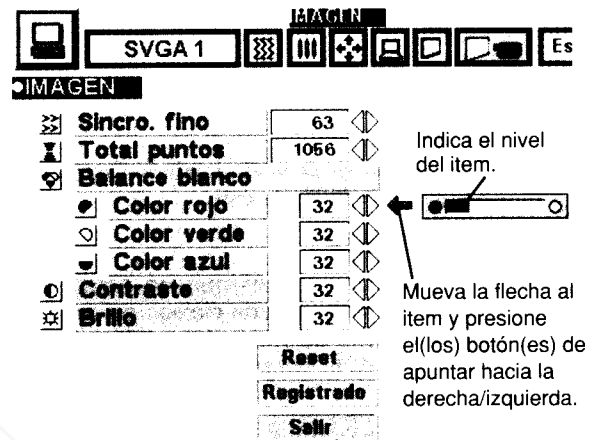 IMAGEN
SVGA 1
Es
IMAGEN
Sincro. fino 63
Total puntos 1056
Balance blanco
Color rojo 32
Color verde 32
Color azul 32
Contraste 32
Brillo 32
Reset
Registrado
Salir
Indica el nivel
del item.
Mueva la flecha al
item y presione
el(los) botón(es) de
apuntar hacia la
derecha/izquierda.